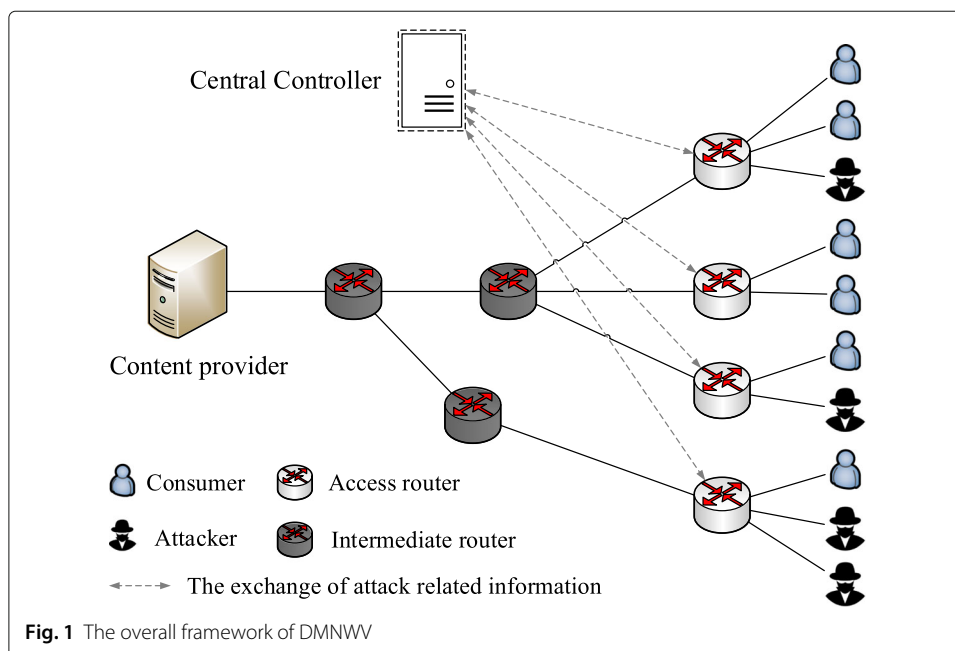 Central Controller
Content provider
Consumer
Access router
Attacker
Intermediate router
The exchange of attack related information
Fig. 1 The overall framework of DMNWV